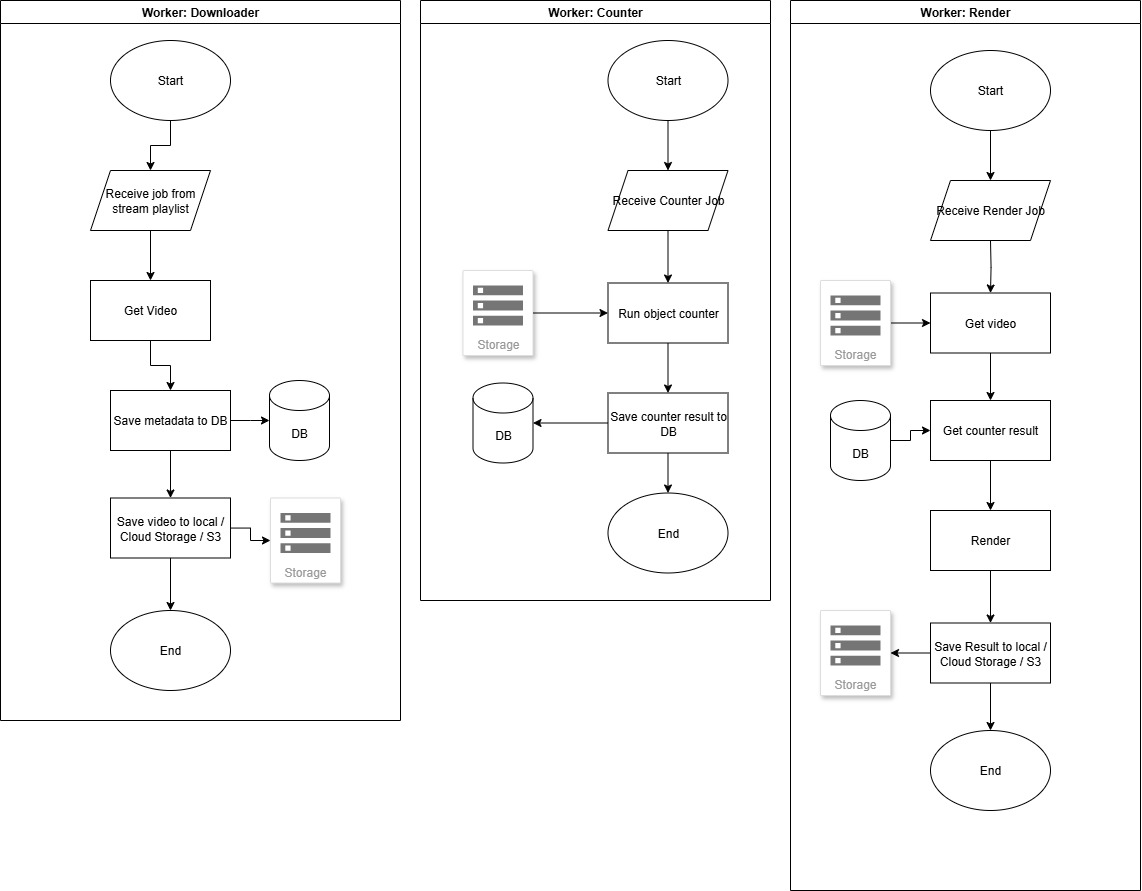 Worker: Downloader
Start
Receive job from
stream playlist
Get Video
Save metadata to DB
DB
Save video to local /
Cloud Storage / S3
Storage
End
Worker: Counter
Start
Receive Counter Job
Storage
Run object counter
DB
Save counter result to
DB
End
Worker: Render
Start
Receive Render Job
Storage
Get video
DB
Get counter result
Render
Storage
Save Result to local /
Cloud Storage / S3
End